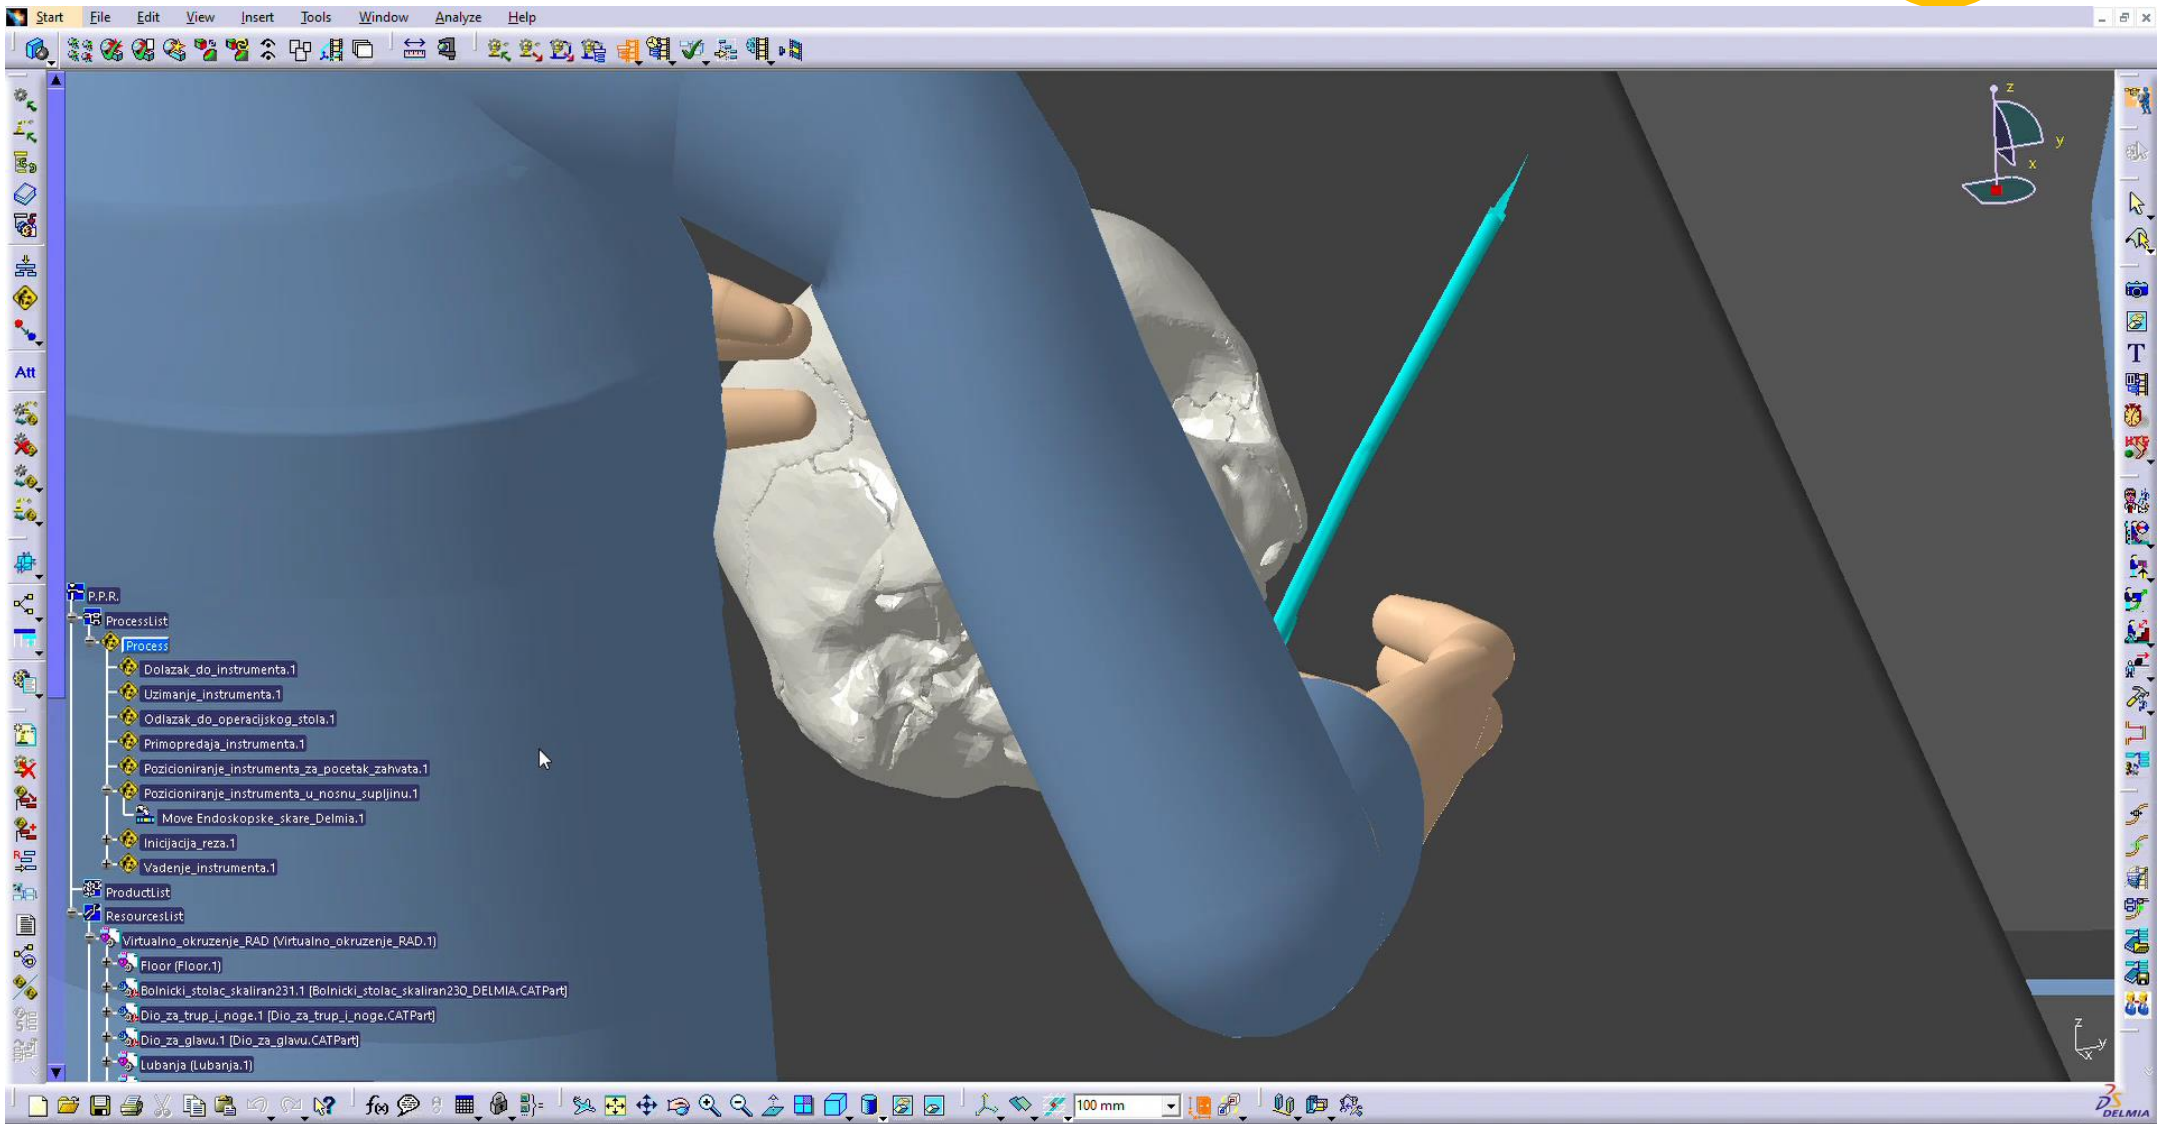 Start File Edit View Insert Tools Window Analyze Help
z
y
x
Att
T
P.P.R.
ProcessList
Process
Dolazak_do_instrumenta.1
Uzimanje_instrumenta.1
Odlazak_do_operacijskog_stola.1
Primopredaja_instrumenta.1
Pozicioniranje_instrumenta_za_pocetak_zahvata.1
Pozicioniranje_instrumenta_u_nosnu_supljinu.1
Move Endoskopske_skare_Delmia.1
Inicijacija_reza.1
Vadenje_instrumenta.1
ProductList
ResourcesList
Virtualno_okruzenje_RAD (Virtualno_okruzenje_RAD.1)
Floor (Floor.1)
Bolnicki_stolac_skaliran231.1 [Bolnicki_stolac_skaliran230_DELMIA.CATPart]
Dio_za_trup_i_noge.1 [Dio_za_trup_i_noge.CATPart]
Dio_za_glavu.1 [Dio_za_glavu.CATPart]
Lubanja (Lubanja.1)
z
y
x
f(x)
100 mm
DELMIA